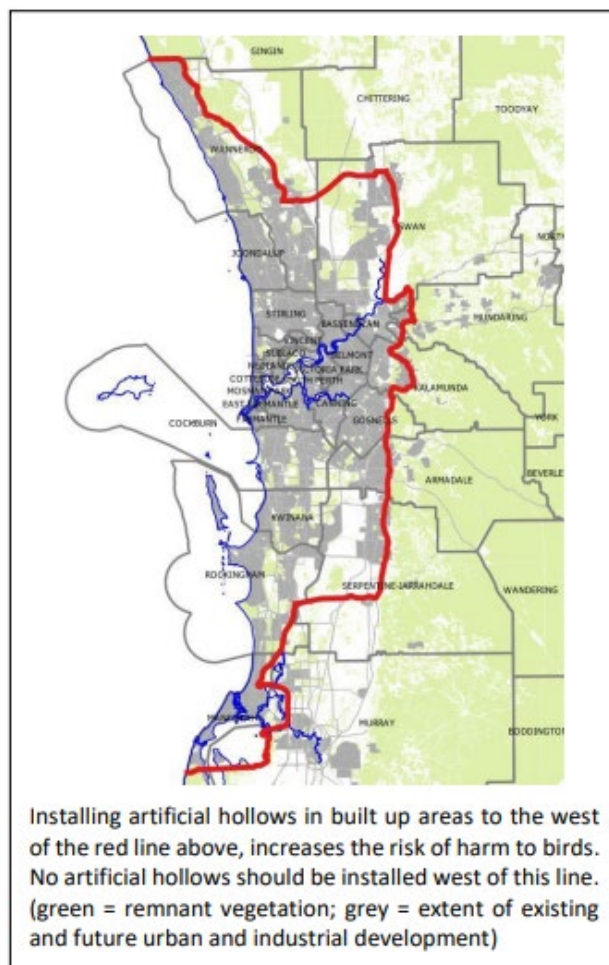 GINGIN
CHITTERING
TOODYAY
WANNEROO
SWAN
JOONDALUP
MUNDARING
STIRLING
BASSENDEAN
VINCENT
SUBIACO
BELMONT
VICTORIA PARK
PERTH
KALAMUNDA
MOSMAN PARK
EAST FREMANTLE
CANNING
YORK
COCKBURN
FREMANTLE
GOSNELLS
BEVERLE
ARMADALE
KWINANA
ROCKINGHAM
SERPENTINE-JARRAHDALE
WANDERING
MURRAY
BODDINGTON
Installing artificial hollows in built up areas to the west
of the red line above, increases the risk of harm to birds.
No artificial hollows should be installed west of this line.
(green = remnant vegetation; grey = extent of existing
and future urban and industrial development)